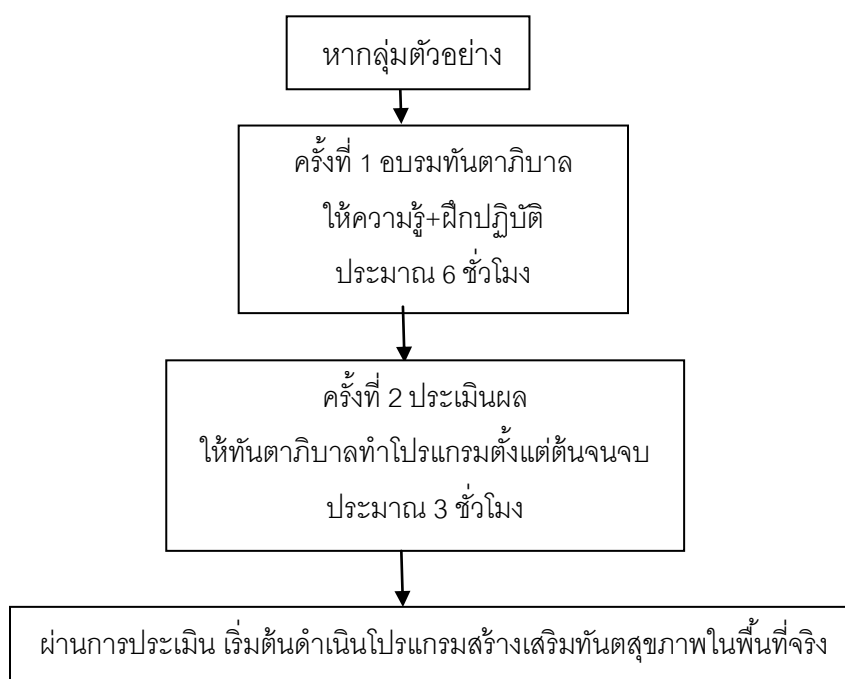 หากลุ่มตัวอย่าง
ครั้งที่ 1 อบรมทันตาภิบาล
ให้ความรู้+ฝึกปฏิบัติ
ประมาณ 6 ชั่วโมง
ครั้งที่ 2 ประเมินผล
ให้ทันตาภิบาลทำโปรแกรมตั้งแต่ต้นจนจบ
ประมาณ 3 ชั่วโมง
ผ่านการประเมิน เริ่มต้นดำเนินโปรแกรมสร้างเสริมทันตสุขภาพในพื้นที่จริง